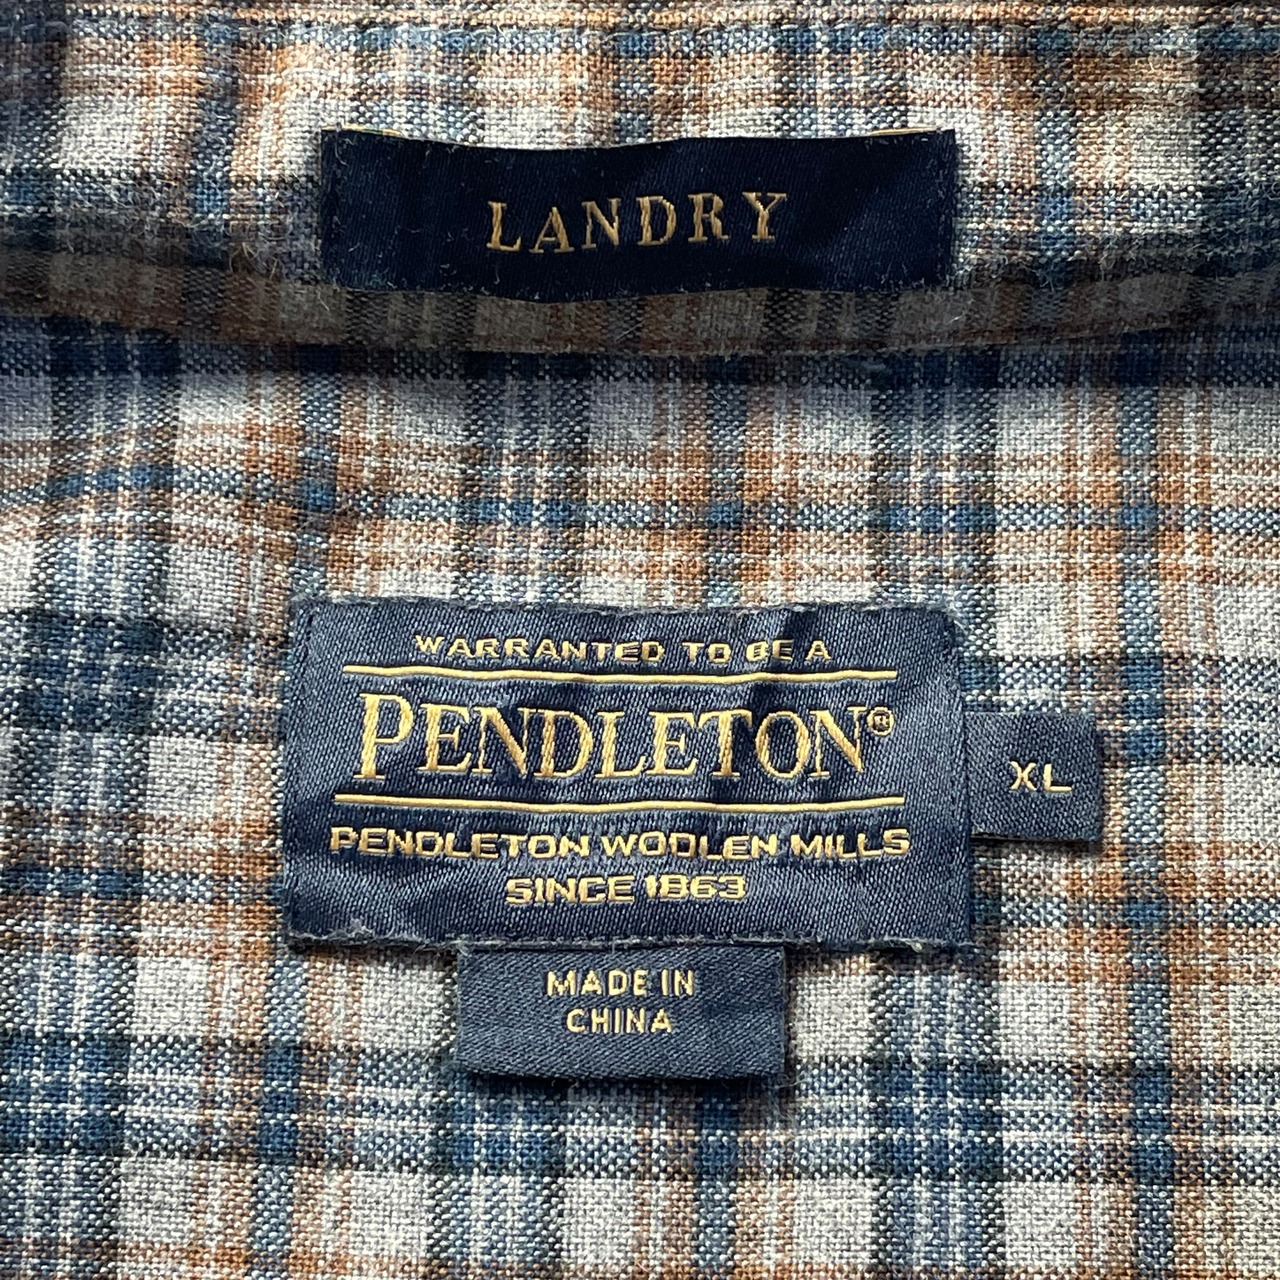 LANDRY
WARRANTED TO BE A
PENDLETON®
XL
PENDLETON WOOLEN MILLS
SINCE 1863
MADE IN
CHINA